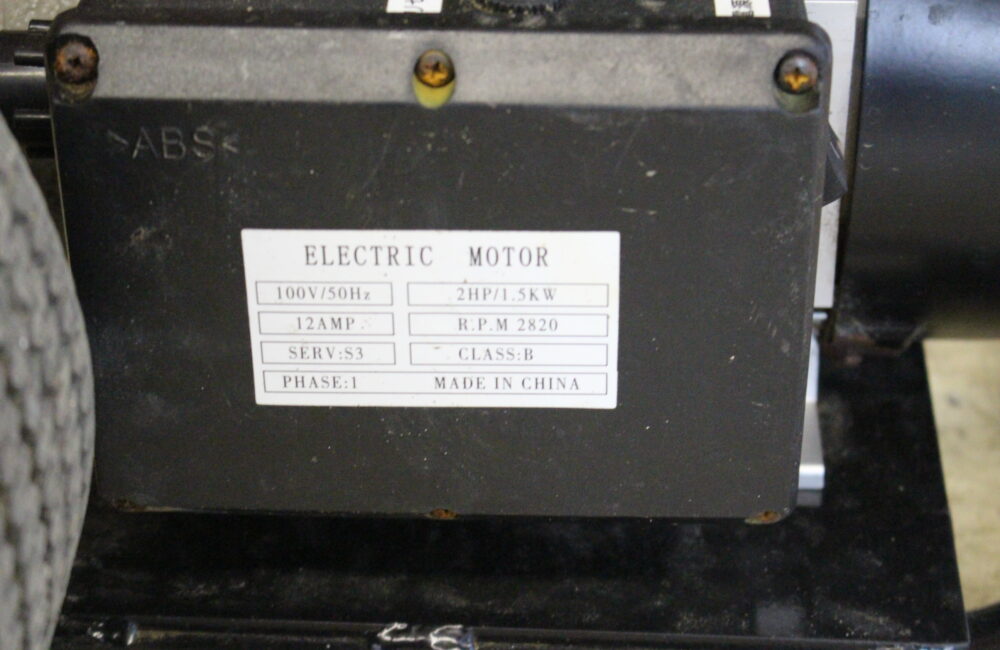 >ABS<
ELECTRIC MOTOR
100V/50Hz 2HP/1.5KW
12AMP R.P.M 2820
SERV:S3 CLASS:B
PHASE:1 MADE IN CHINA